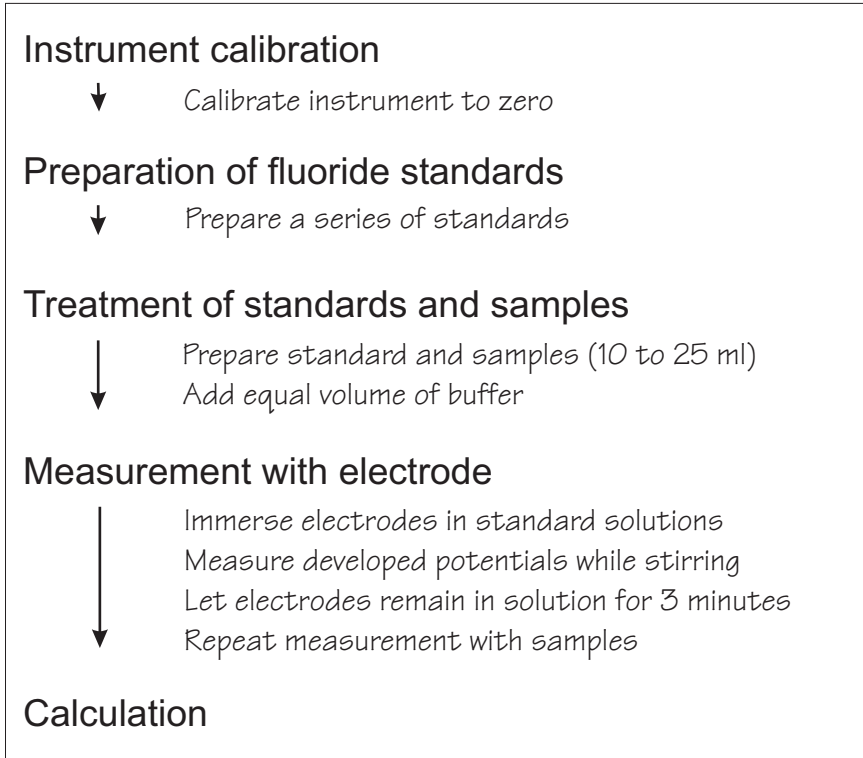 Instrument calibration
Calibrate instrument to zero
Preparation of fluoride standards
Prepare a series of standards
Treatment of standards and samples
Prepare standard and samples (10 to 25 ml)
Add equal volume of buffer
Measurement with electrode
Immerse electrodes in standard solutions
Measure developed potentials while stirring
Let electrodes remain in solution for 3 minutes
Repeat measurement with samples
Calculation